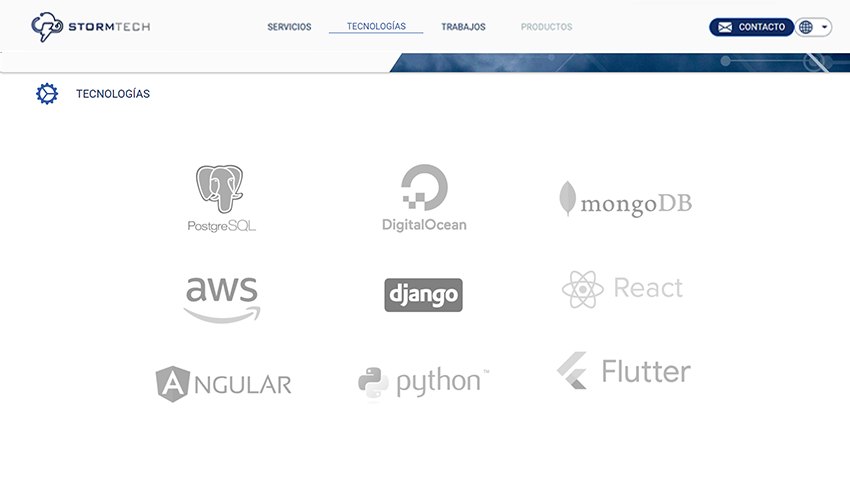 STORMTECH
SERVICIOS
TECNOLOGÍAS
TRABAJOS
PRODUCTOS
CONTACTO
TECNOLOGÍAS
PostgreSQL
DigitalOcean
mongoDB
aws
django
React
ANGULAR
python™
Flutter